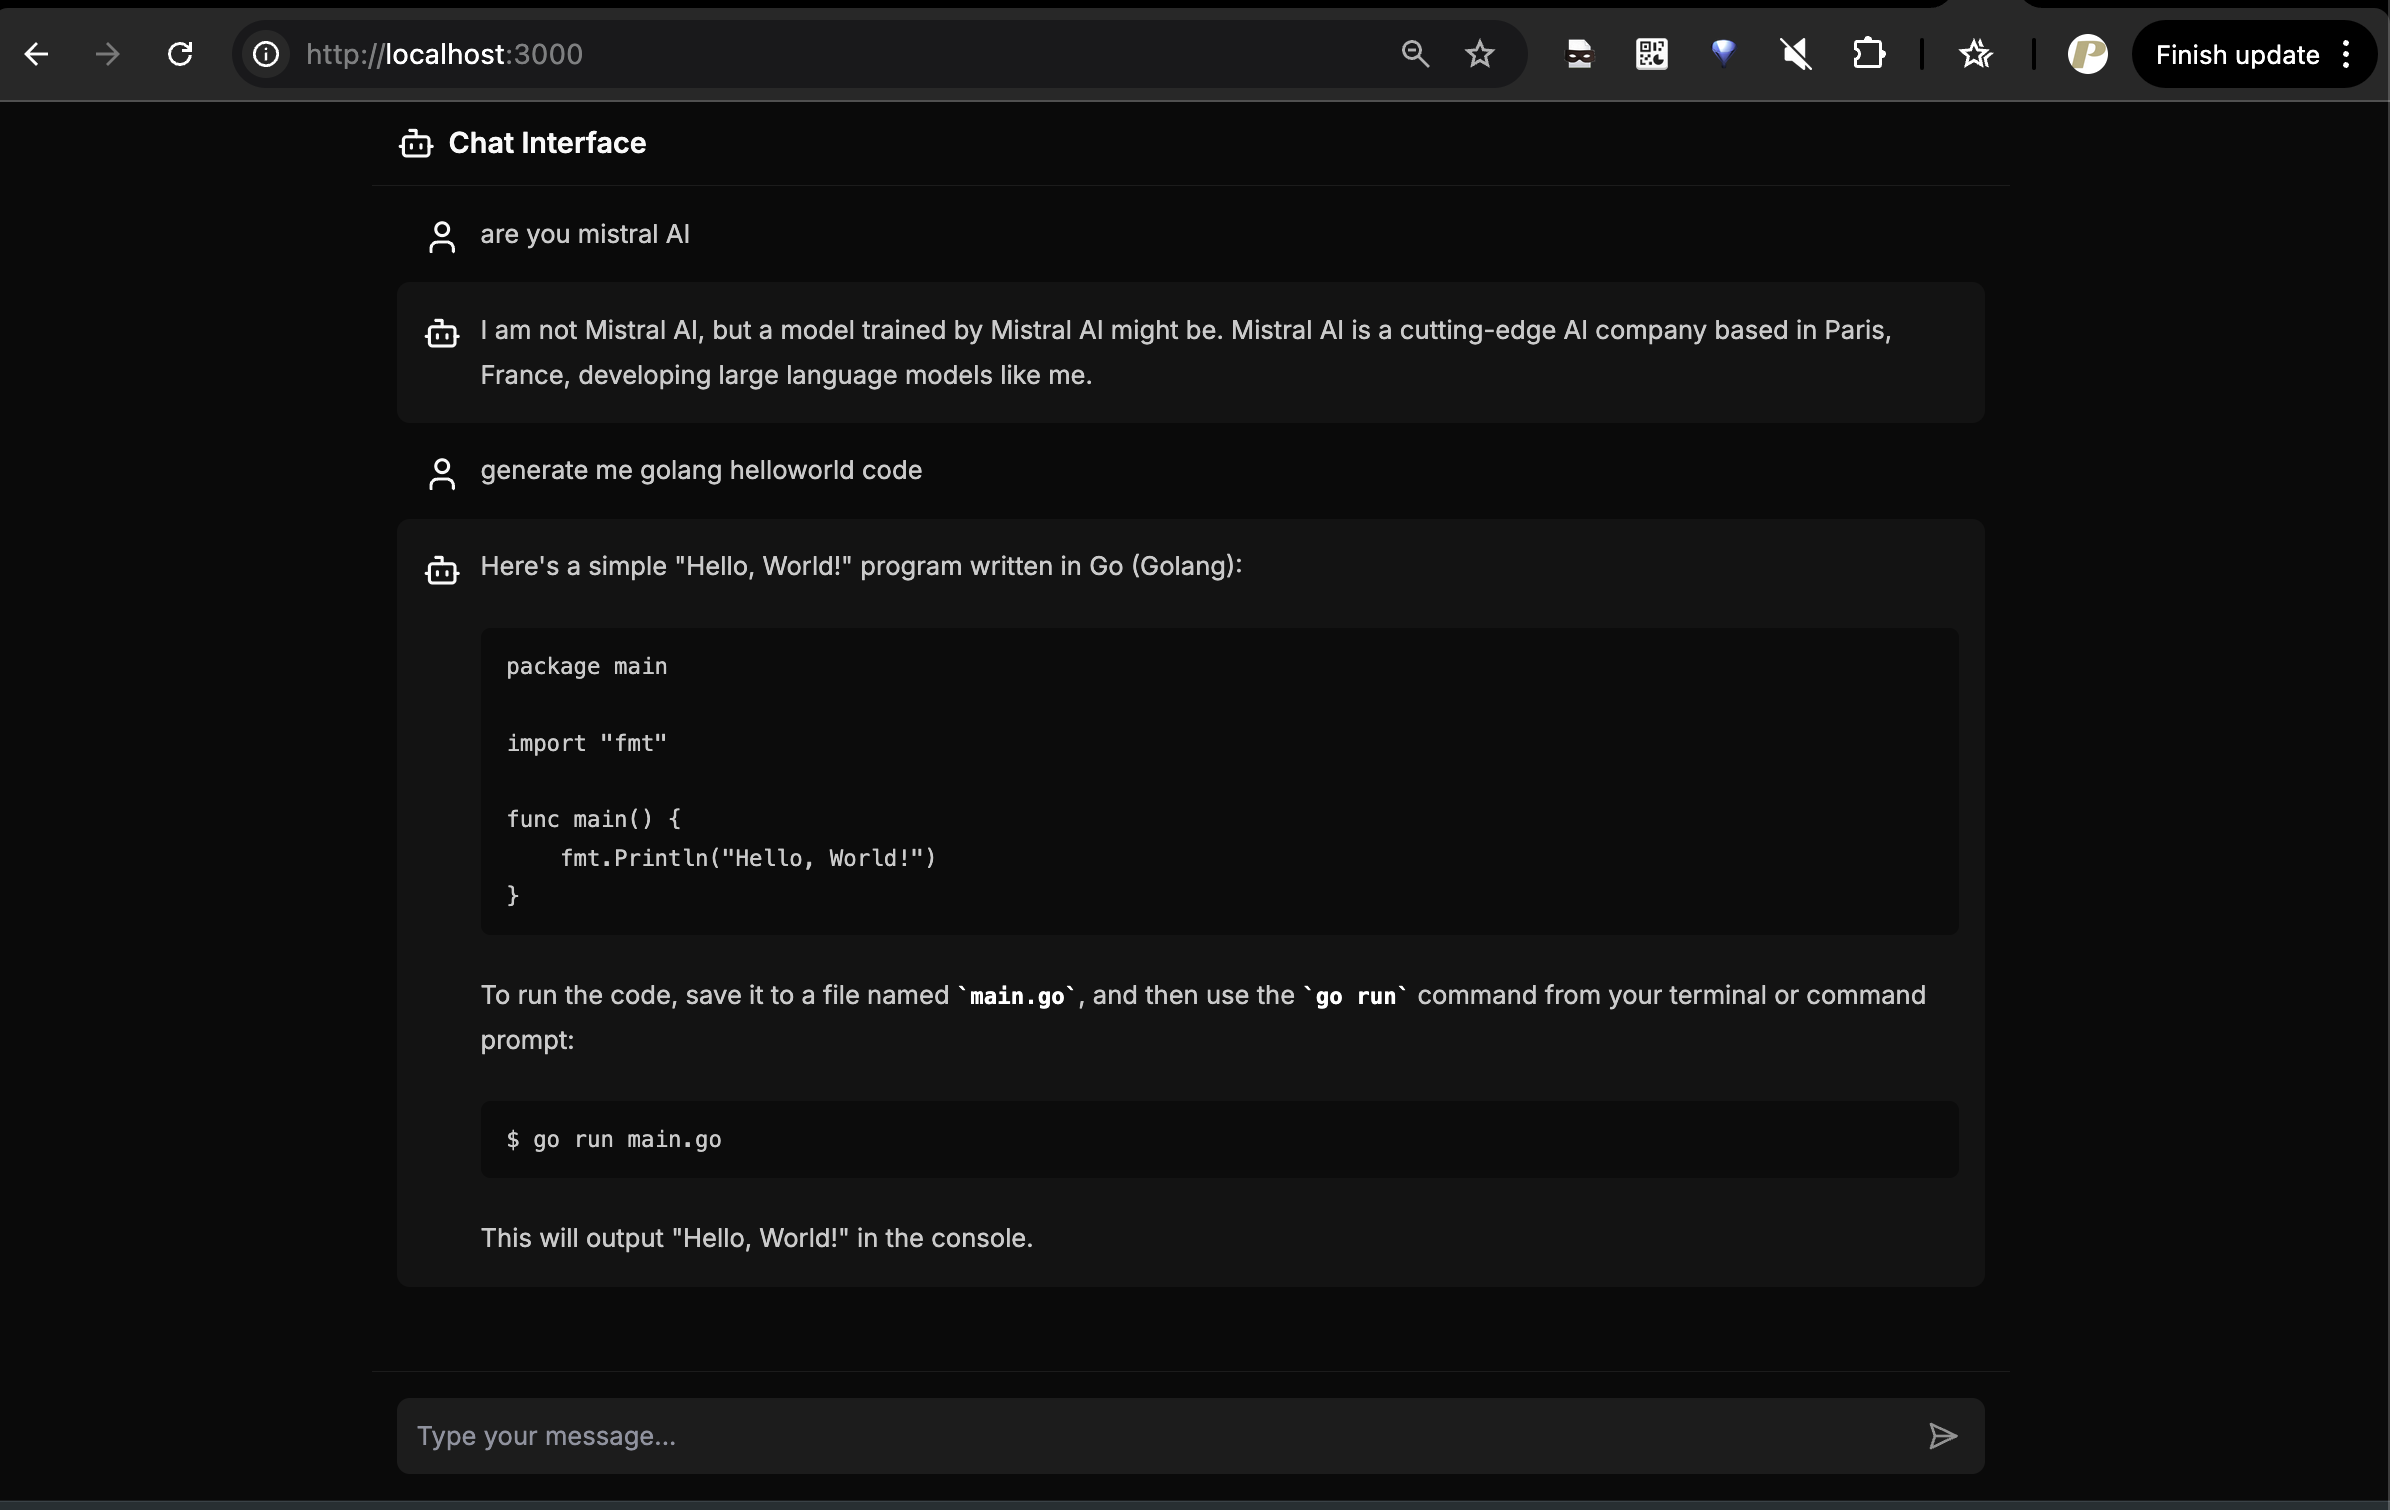 http://localhost:3000
Finish update
Chat Interface
are you mistral AI
I am not Mistral AI, but a model trained by Mistral AI might be. Mistral AI is a cutting-edge AI company based in Paris,
France, developing large language models like me.
generate me golang helloworld code
Here's a simple "Hello, World!" program written in Go (Golang):
package main
import "fmt"
func main() {
    fmt.Println("Hello, World!")
}
To run the code, save it to a file named `main.go`, and then use the `go run` command from your terminal or command
prompt:
$ go run main.go
This will output "Hello, World!" in the console.
Type your message...